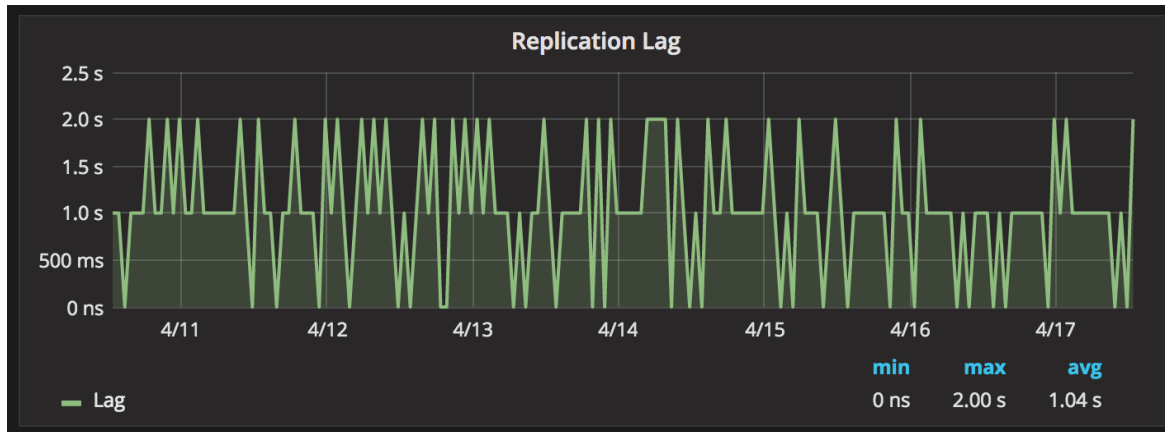 Replication Lag
2.5 s
2.0 s
1.5 s
1.0 s
500 ms
0 ns
4/11 4/12 4/13 4/14 4/15 4/16 4/17
min max avg
Lag 0 ns 2.00 s 1.04 s